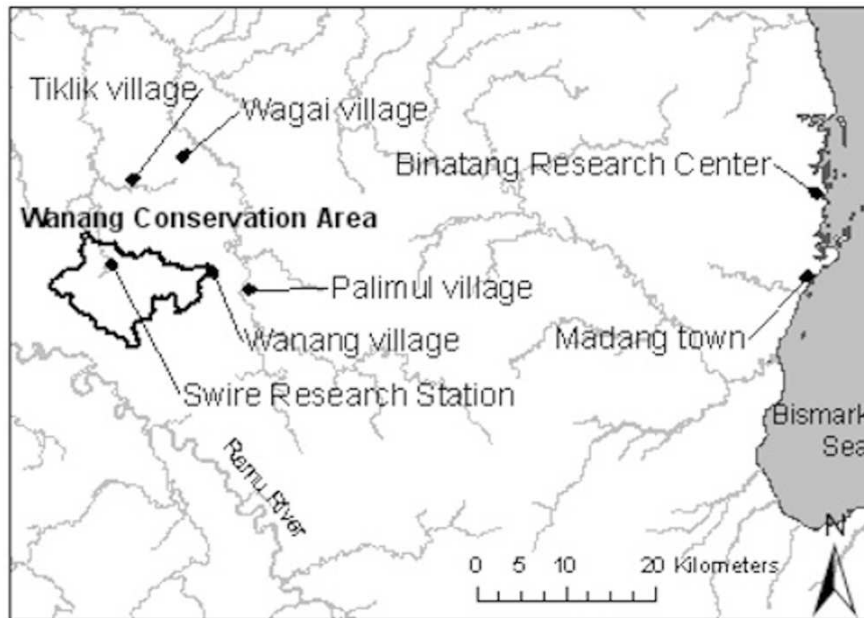 Tiklik village
Wagai village
Binatang Research Center
Wanang Conservation Area
Palimul village
Wanang village
Madang town
Swire Research Station
Bismark
Sea
Ramu River
N
0 5 10 20 Kilometers